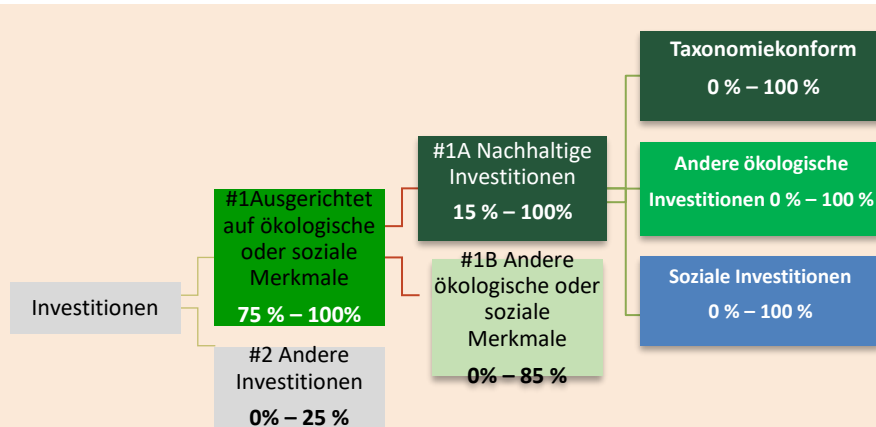 Investitionen
#1Ausgerichtet
auf ökologische
oder soziale
Merkmale
75 % – 100%
#2 Andere
Investitionen
0% – 25 %
#1A Nachhaltige
Investitionen
15 % – 100%
#1B Andere
ökologische oder
soziale
Merkmale
0% – 85 %
Taxonomiekonform
0 % – 100 %
Andere ökologische
Investitionen 0 % – 100 %
Soziale Investitionen
0 % – 100 %